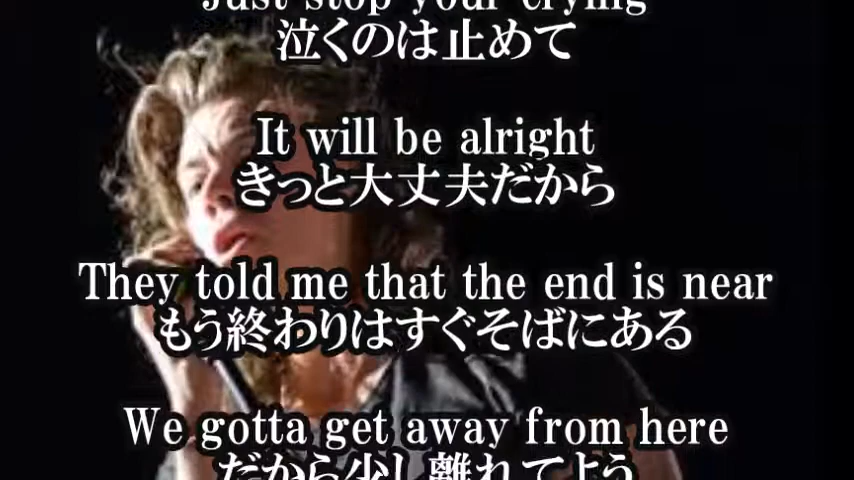 Just stop your crying
泣くのは止めて
It will be alright
きっと大丈夫だから
They told me that the end is near
もう終わりはすぐそばにある
We gotta get away from here
だから少し離れてよう